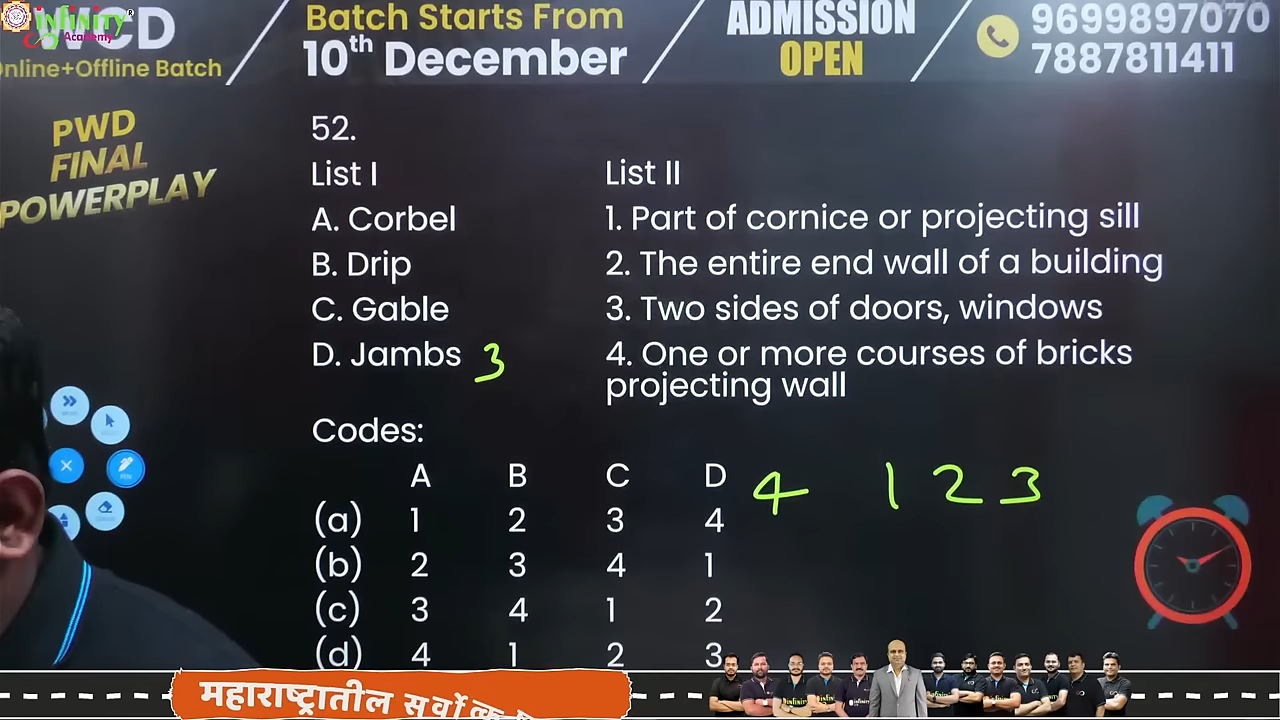 infinity
Academy
Online+Offline Batch
Batch Starts From
10th December
ADMISSION
OPEN
9699897070
7887811411
PWD
FINAL
POWERPLAY
52.
List I List II
A. Corbel 1. Part of cornice or projecting sill
B. Drip 2. The entire end wall of a building
C. Gable 3. Two sides of doors, windows
D. Jambs 3 4. One or more courses of bricks
projecting wall
Codes:
A B C D 4 1 2 3
(a) 1 2 3 4
(b) 2 3 4 1
(c) 3 4 1 2
(d) 4 1 2 3
महाराष्ट्रातील